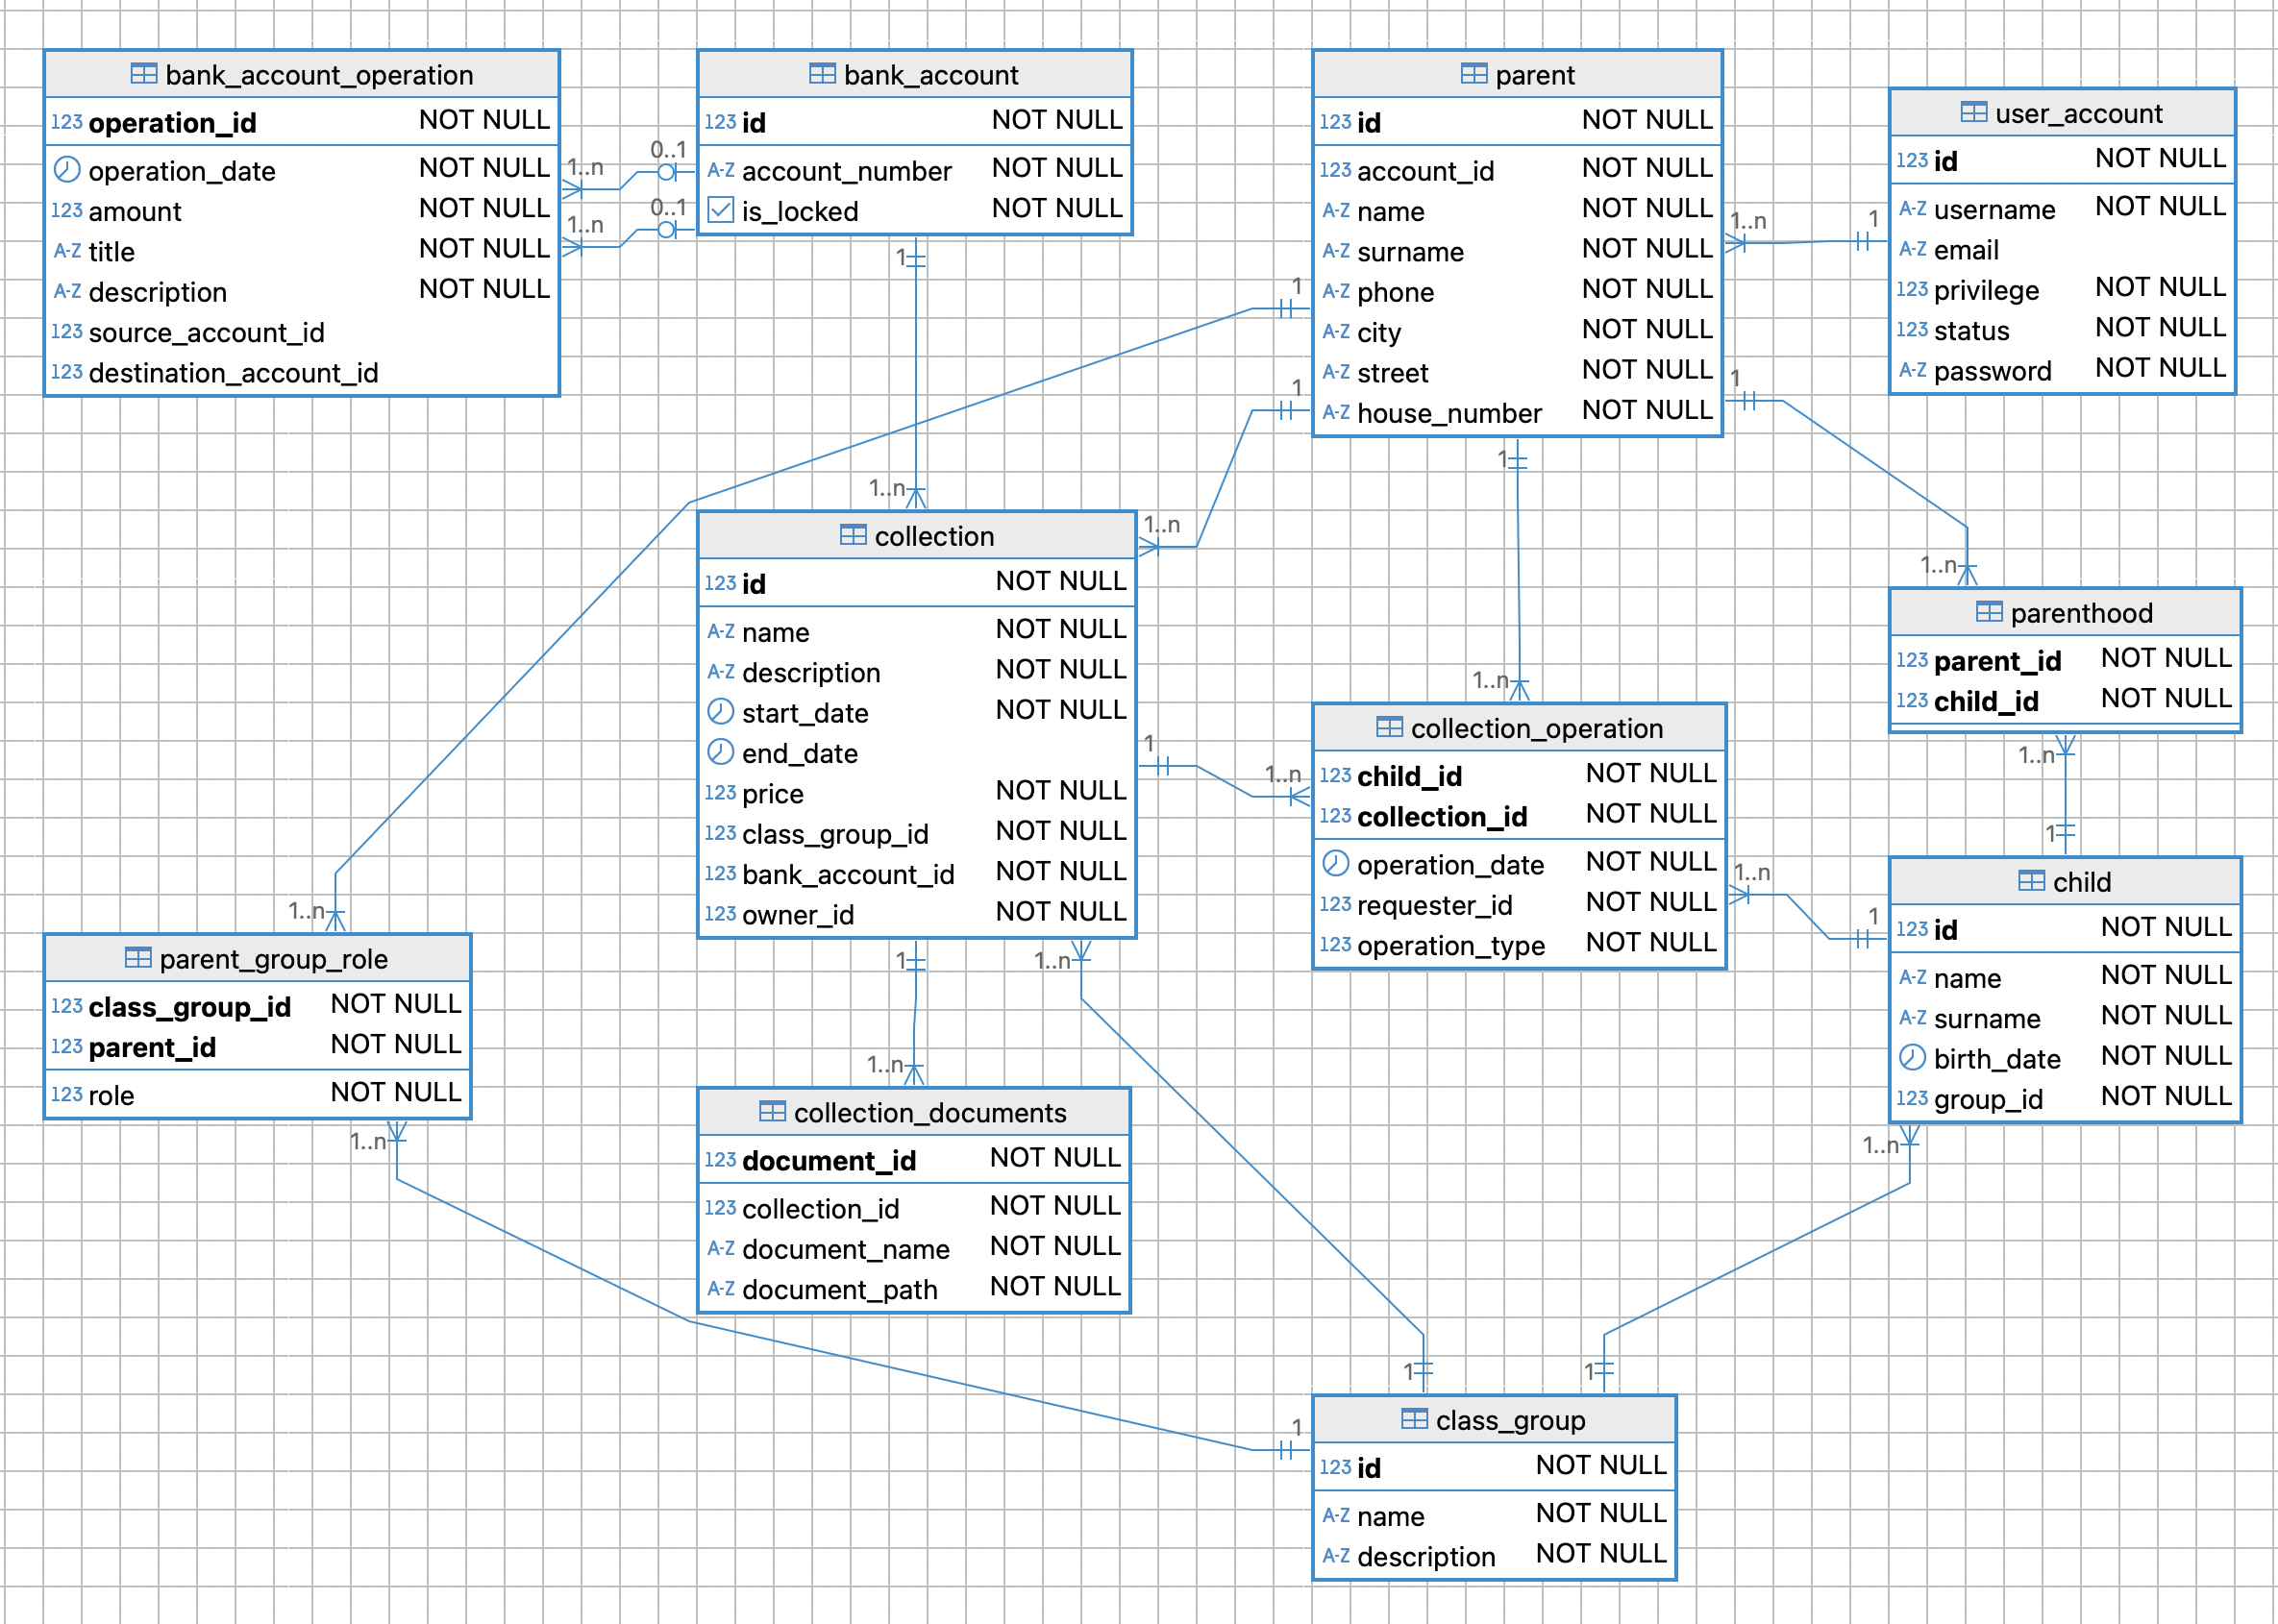 bank_account_operation
123 operation_id NOT NULL
operation_date NOT NULL
123 amount NOT NULL
A-Z title NOT NULL
A-Z description NOT NULL
123 source_account_id
123 destination_account_id
1..n
0..1
1..n
0..1
bank_account
123 id NOT NULL
A-Z account_number NOT NULL
is_locked NOT NULL
1
1..n
parent
123 id NOT NULL
123 account_id NOT NULL
A-Z name NOT NULL
A-Z surname NOT NULL
A-Z phone NOT NULL
A-Z city NOT NULL
A-Z street NOT NULL
A-Z house_number NOT NULL
1
1
1..n
1
1
1..n
user_account
123 id NOT NULL
A-Z username NOT NULL
A-Z email
123 privilege NOT NULL
123 status NOT NULL
A-Z password NOT NULL
collection
123 id NOT NULL
A-Z name NOT NULL
A-Z description NOT NULL
start_date NOT NULL
end_date
123 price NOT NULL
123 class_group_id NOT NULL
123 bank_account_id NOT NULL
123 owner_id NOT NULL
1..n
1
1..n
1
1..n
collection_operation
123 child_id NOT NULL
123 collection_id NOT NULL
operation_date NOT NULL
123 requester_id NOT NULL
123 operation_type NOT NULL
1..n
1
1..n
parenthood
123 parent_id NOT NULL
123 child_id NOT NULL
1..n
1
child
123 id NOT NULL
A-Z name NOT NULL
A-Z surname NOT NULL
birth_date NOT NULL
123 group_id NOT NULL
1..n
1..n
parent_group_role
123 class_group_id NOT NULL
123 parent_id NOT NULL
123 role NOT NULL
1..n
1..n
collection_documents
123 document_id NOT NULL
123 collection_id NOT NULL
A-Z document_name NOT NULL
A-Z document_path NOT NULL
1
1
1
class_group
123 id NOT NULL
A-Z name NOT NULL
A-Z description NOT NULL